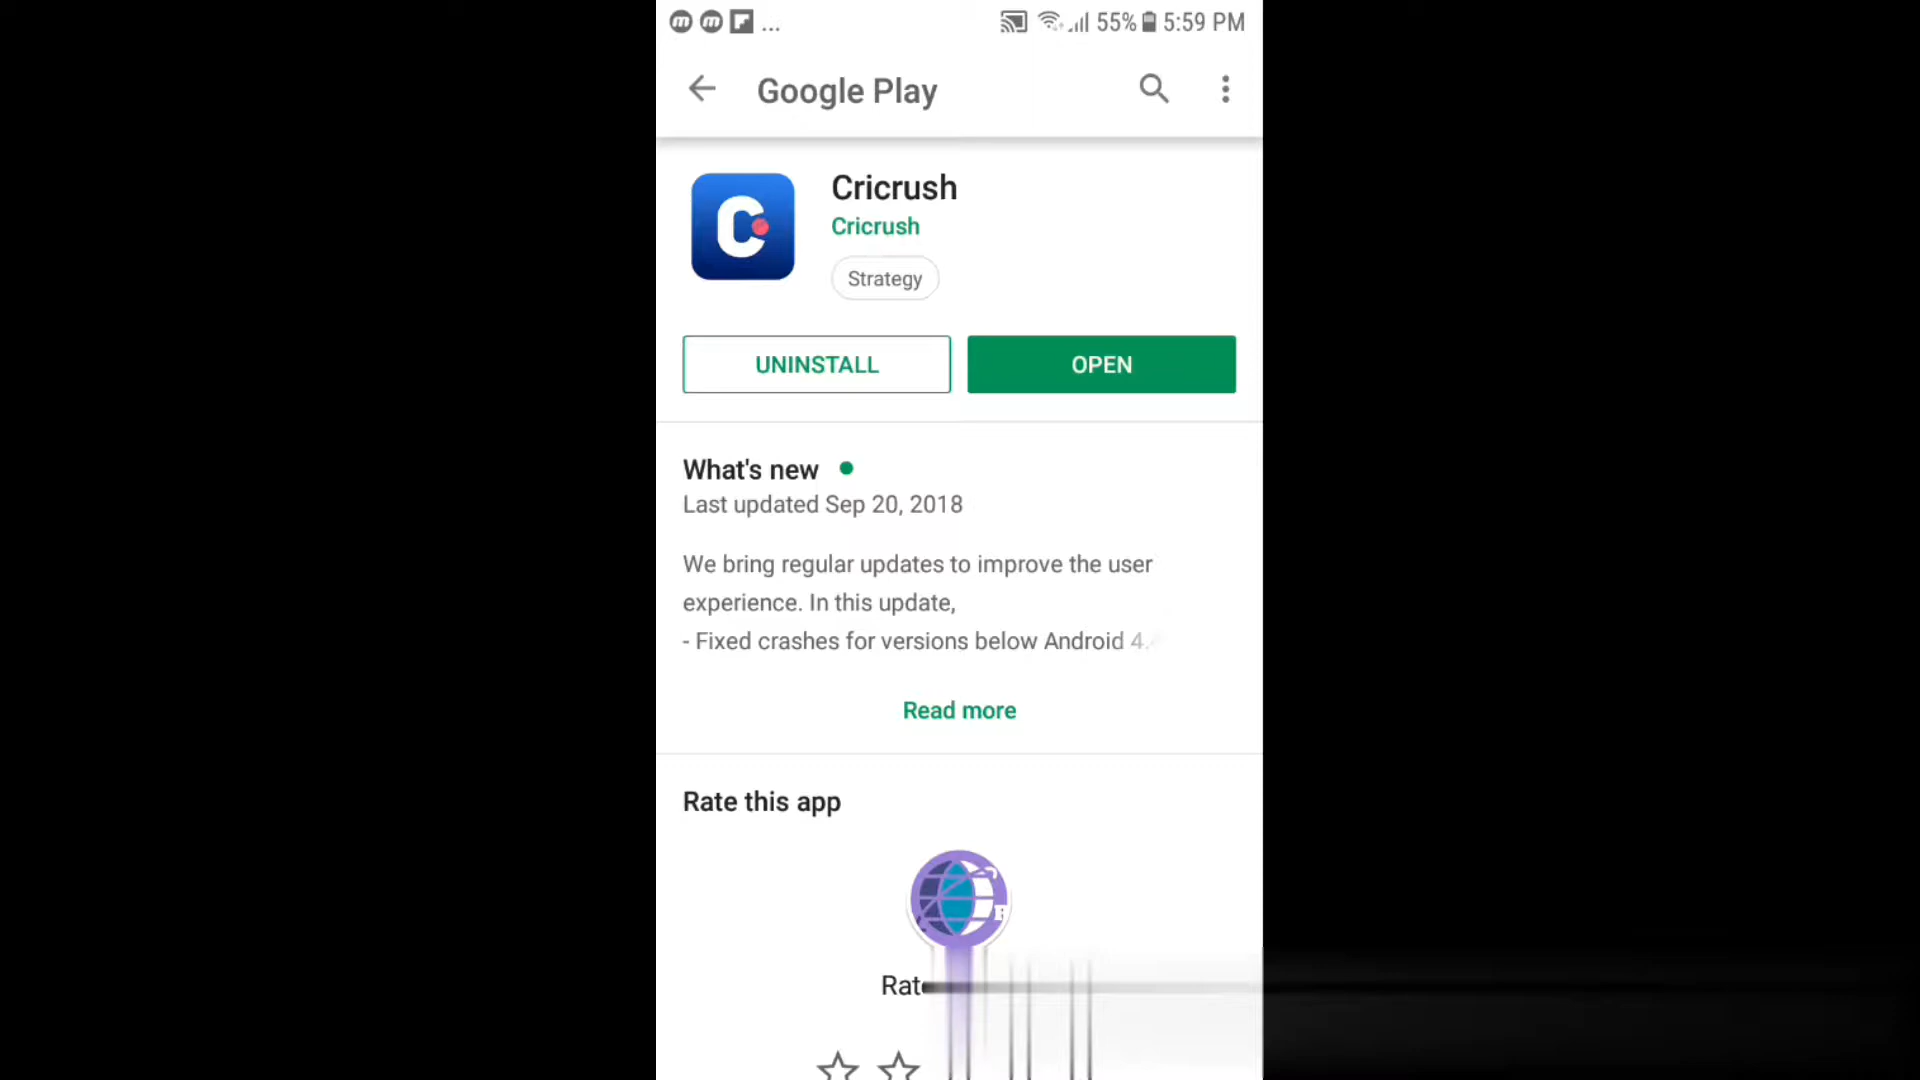 ... 55% 5:59 PM
Google Play
Cricrush
Cricrush
Strategy
UNINSTALL OPEN
What's new
Last updated Sep 20, 2018
We bring regular updates to improve the user
experience. In this update,
- Fixed crashes for versions below Android 4.
Read more
Rate this app
Rat